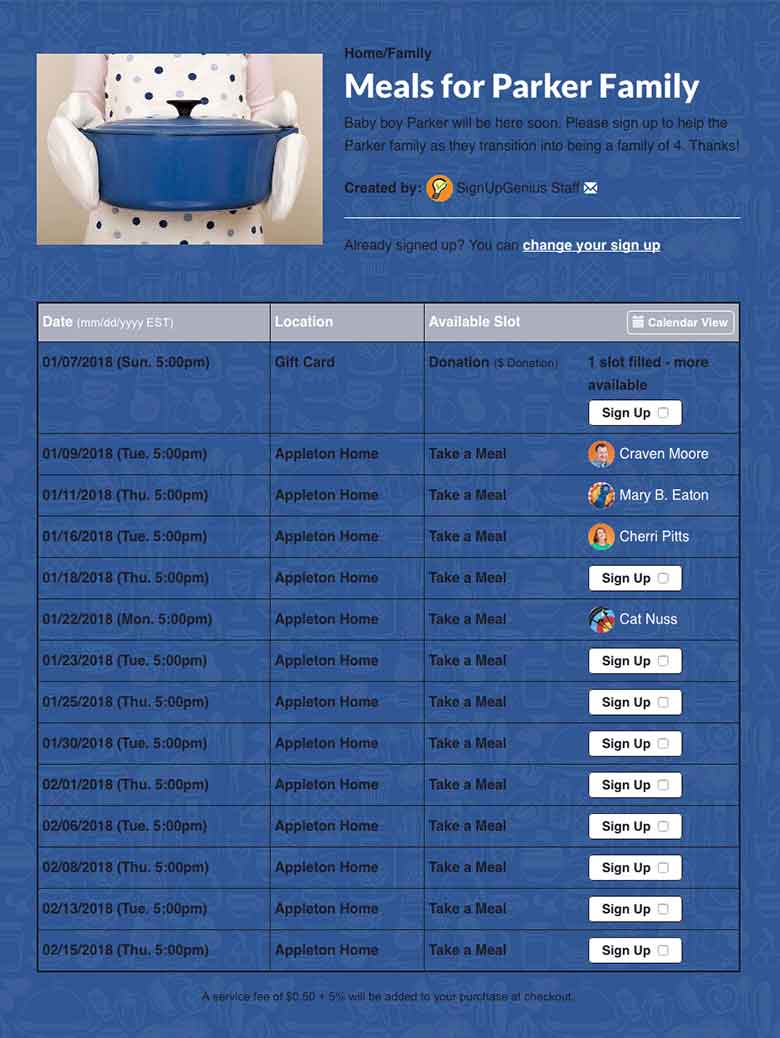 Home/Family
Meals for Parker Family
Baby boy Parker will be here soon. Please sign up to help the
Parker family as they transition into being a family of 4. Thanks!
Created by: SignUpGenius Staff
Already signed up? You can change your sign up
Date (mm/dd/yyyy EST) Location Available Slot Calendar View
01/07/2018 (Sun. 5:00pm) Gift Card Donation ($ Donation) 1 slot filled - more
available
Sign Up
01/09/2018 (Tue. 5:00pm) Appleton Home Take a Meal Craven Moore
01/11/2018 (Thu. 5:00pm) Appleton Home Take a Meal Mary B. Eaton
01/16/2018 (Tue. 5:00pm) Appleton Home Take a Meal Cherri Pitts
01/18/2018 (Thu. 5:00pm) Appleton Home Take a Meal Sign Up
01/22/2018 (Mon. 5:00pm) Appleton Home Take a Meal Cat Nuss
01/23/2018 (Tue. 5:00pm) Appleton Home Take a Meal Sign Up
01/25/2018 (Thu. 5:00pm) Appleton Home Take a Meal Sign Up
01/30/2018 (Tue. 5:00pm) Appleton Home Take a Meal Sign Up
02/01/2018 (Thu. 5:00pm) Appleton Home Take a Meal Sign Up
02/06/2018 (Tue. 5:00pm) Appleton Home Take a Meal Sign Up
02/08/2018 (Thu. 5:00pm) Appleton Home Take a Meal Sign Up
02/13/2018 (Tue. 5:00pm) Appleton Home Take a Meal Sign Up
02/15/2018 (Thu. 5:00pm) Appleton Home Take a Meal Sign Up
A service fee of $0.50 + 5% will be added to your purchase at checkout.